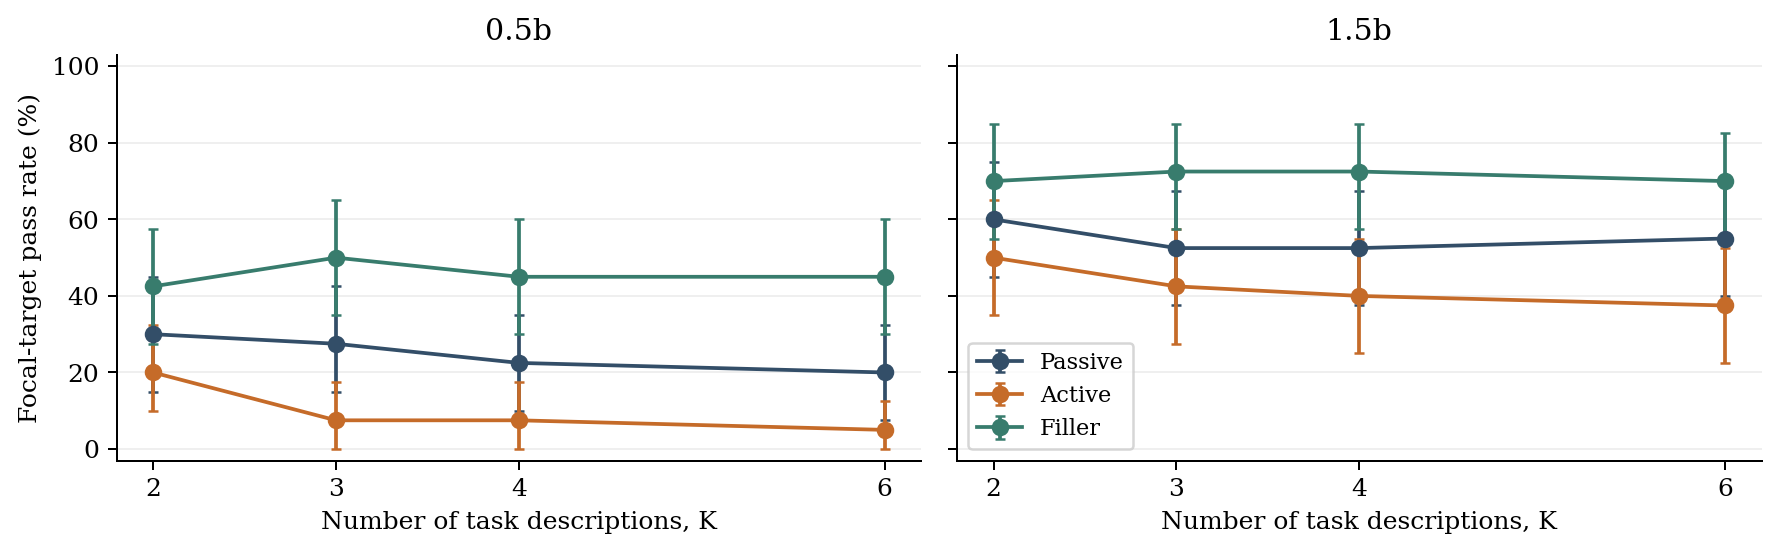 0.5b
1.5b
Focal-target pass rate (%)
100
80
60
40
20
0
2
3
4
6
Number of task descriptions, K
Passive
Active
Filler
2
3
4
6
Number of task descriptions, K